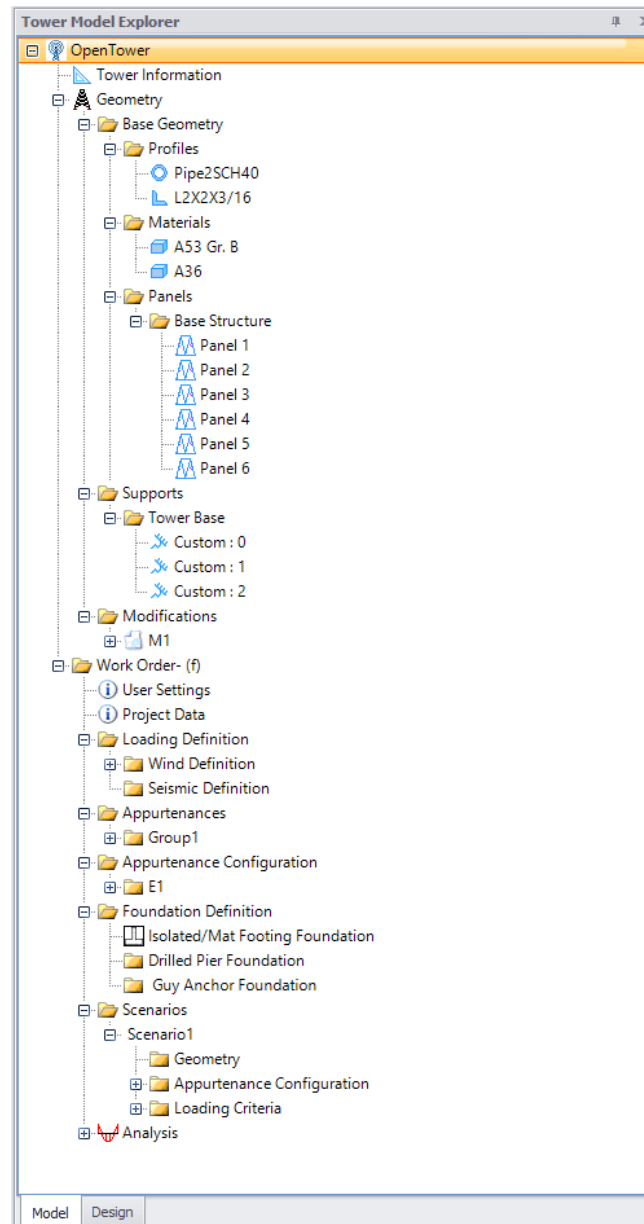 Tower Model Explorer
OpenTower
Tower Information
Geometry
Base Geometry
Profiles
Pipe2SCH40
L2X2X3/16
Materials
A53 Gr. B
A36
Panels
Base Structure
Panel 1
Panel 2
Panel 3
Panel 4
Panel 5
Panel 6
Supports
Tower Base
Custom : 0
Custom : 1
Custom : 2
Modifications
M1
Work Order- (f)
User Settings
Project Data
Loading Definition
Wind Definition
Seismic Definition
Appurtenances
Group1
Appurtenance Configuration
E1
Foundation Definition
Isolated/Mat Footing Foundation
Drilled Pier Foundation
Guy Anchor Foundation
Scenarios
Scenario1
Geometry
Appurtenance Configuration
Loading Criteria
Analysis
Model Design